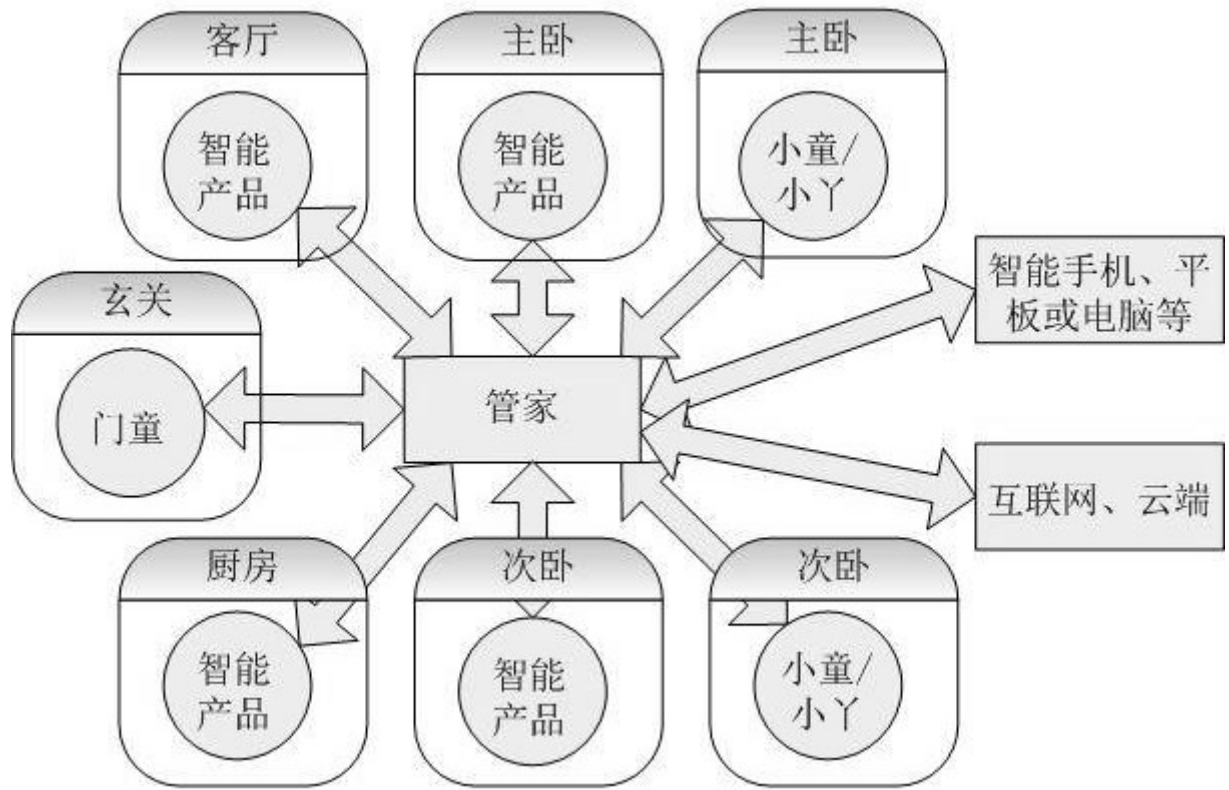 客厅
主卧
主卧
智能
产品
智能
产品
小童/
小丫
玄关
智能手机、平
板或电脑等
门童
管家
互联网、云端
厨房
次卧
次卧
智能
产品
智能
产品
小童/
小丫